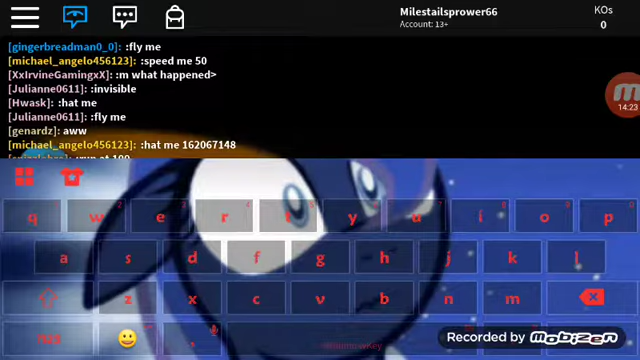 Milestailsprower66
KOs
Account: 13+
0
[gingerbreadman0_0]: :fly me
[michael_angelo456123]: :speed me 50
[XxIrvineGamingxX]: :m what happened>
[Julianne0611]: :invisible
[Hwask]: :hat me
[Julianne0611]: :fly me
[genardz]: aww
[michael_angelo456123]: :hat me 162067148
14:23
q w e r t y u i o p
a s d f g h j k l
z x c v b n m
Recorded by mobizen